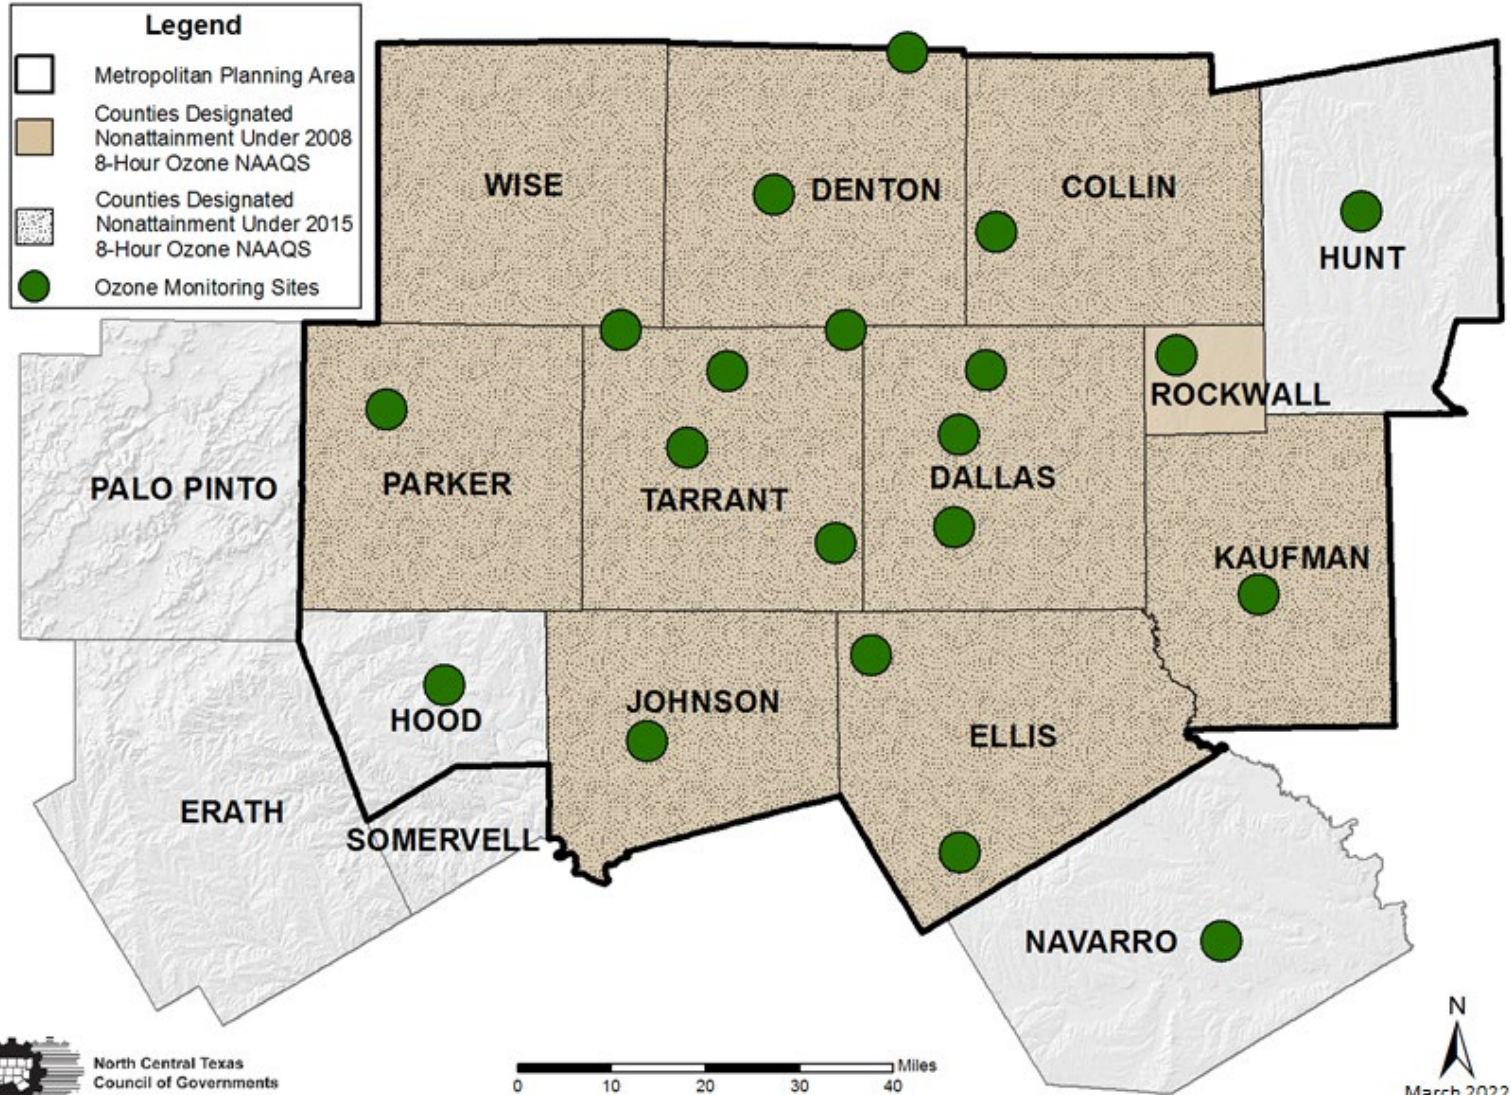 Legend
Metropolitan Planning Area
Counties Designated
Nonattainment Under 2008
8-Hour Ozone NAAQS
Counties Designated
Nonattainment Under 2015
8-Hour Ozone NAAQS
Ozone Monitoring Sites
WISE
DENTON
COLLIN
HUNT
ROCKWALL
PALO PINTO
PARKER
TARRANT
DALLAS
KAUFMAN
HOOD
JOHNSON
ELLIS
ERATH
SOMERVELL
NAVARRO
N
North Central Texas
Council of Governments
Miles
0 10 20 30 40
March 2022